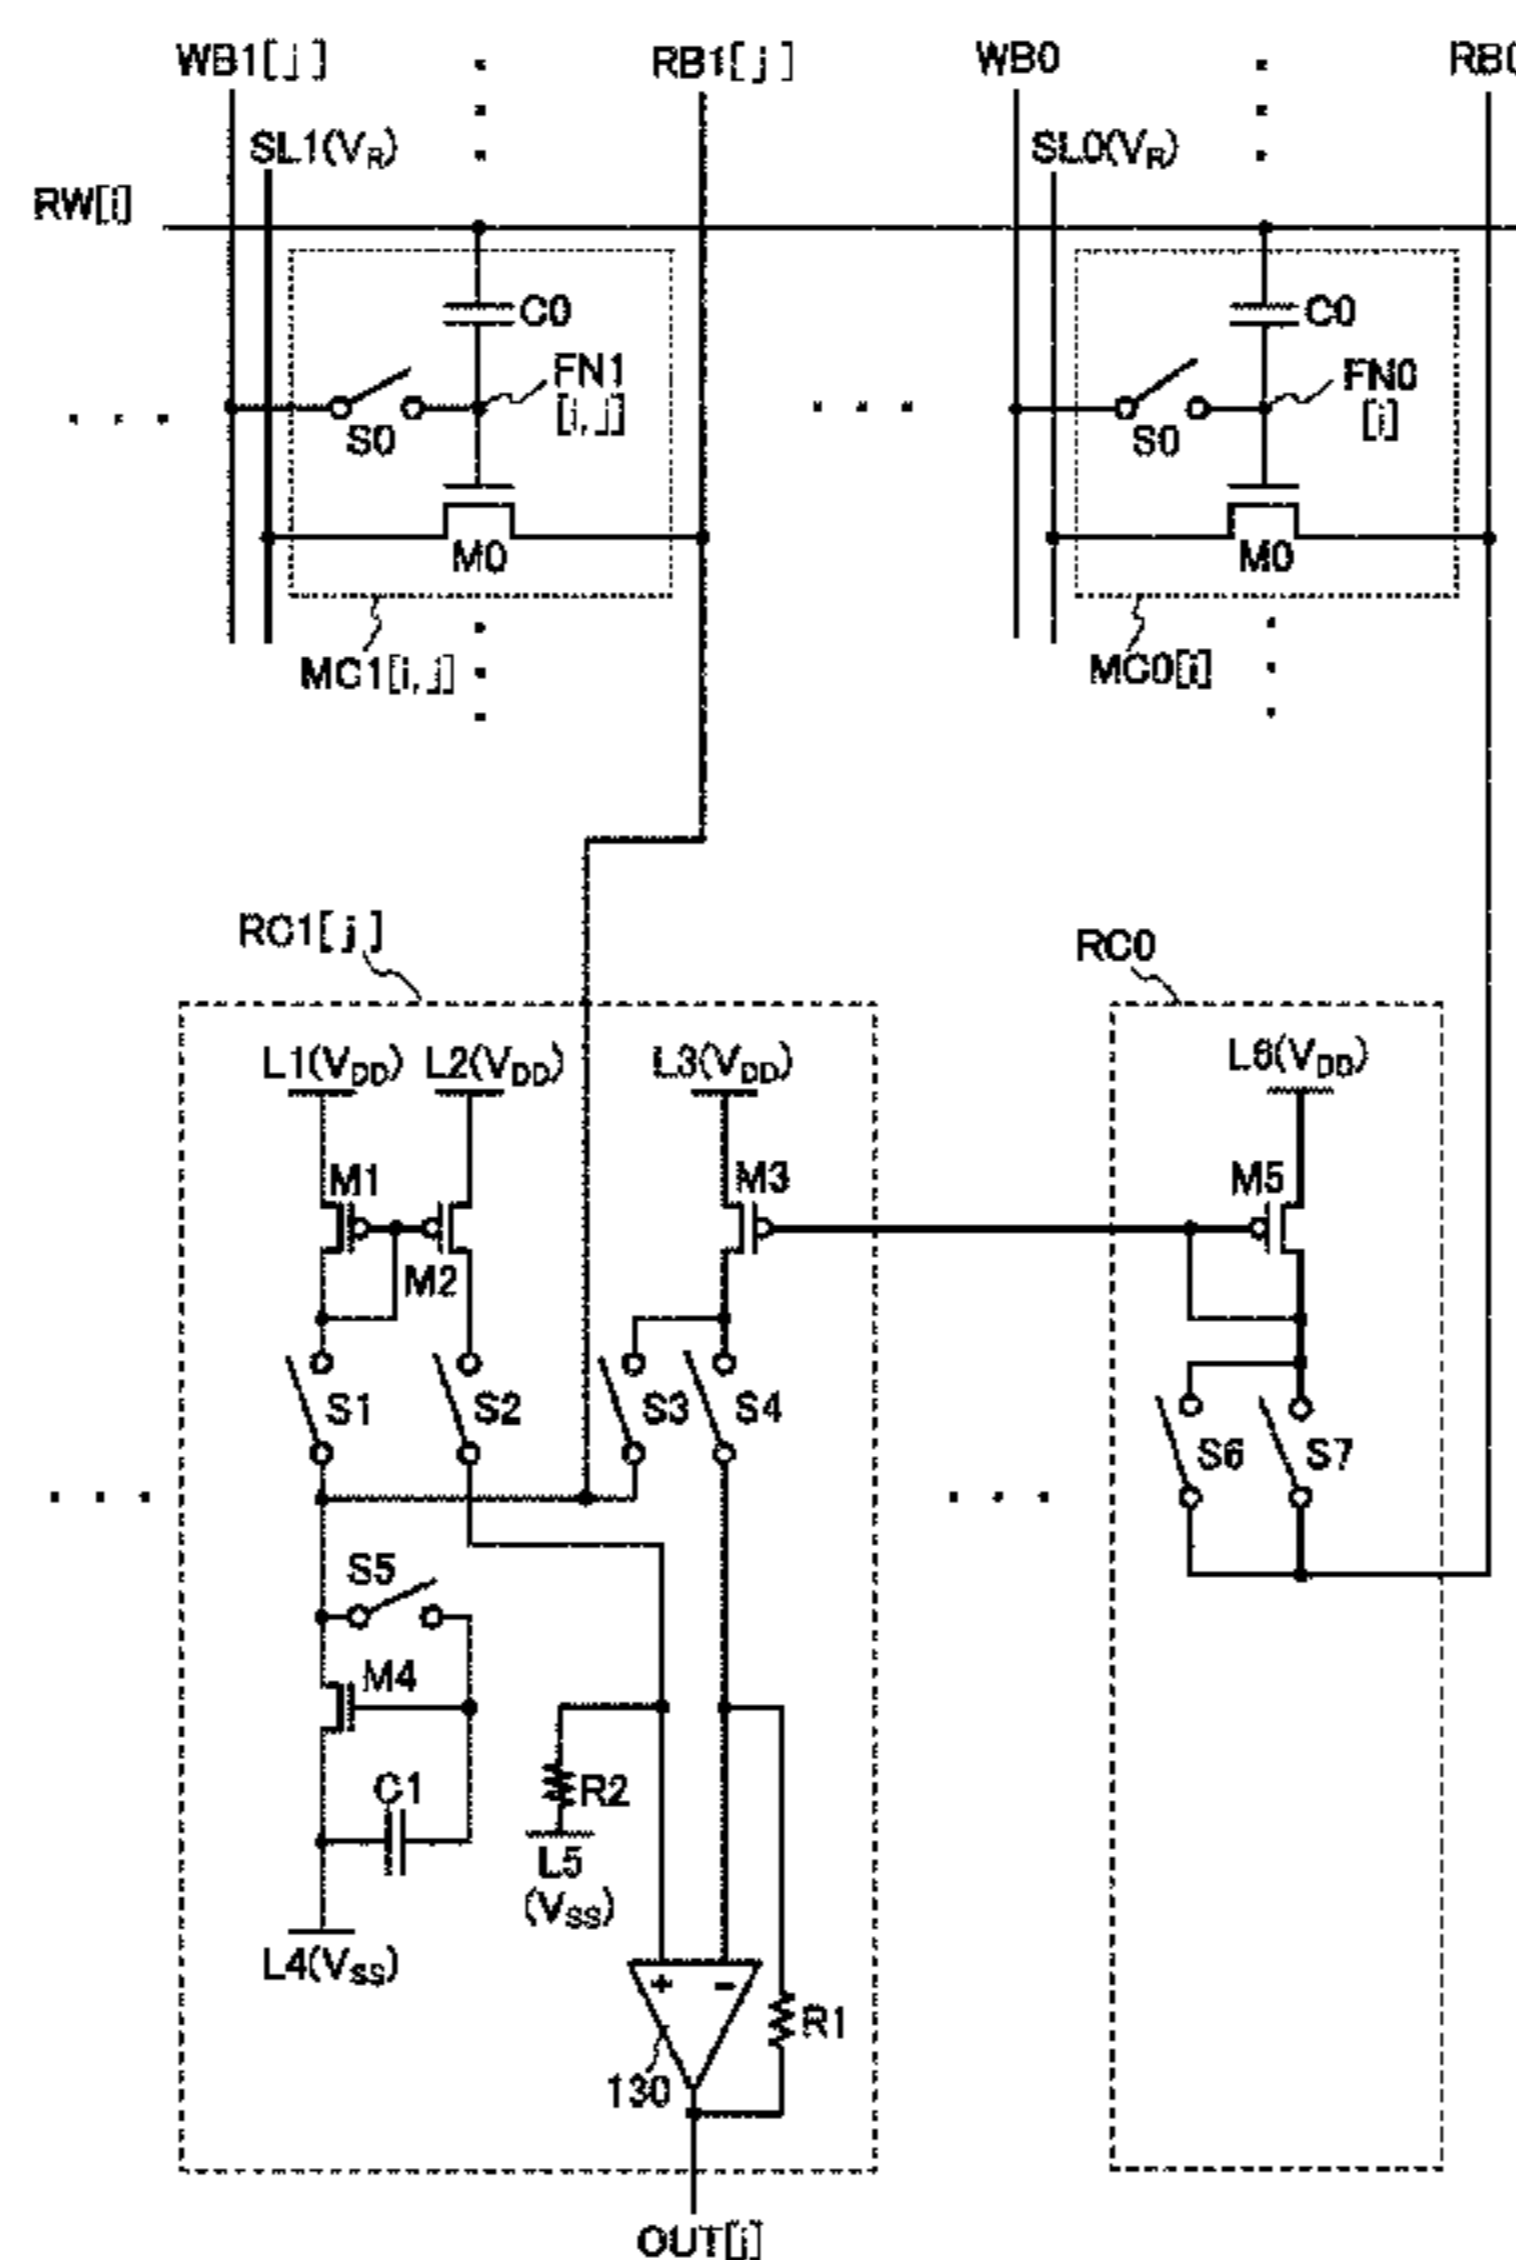 WB1[j]
RB1[j]
WB0
RB0
SL1(VR)
SL0(VR)
RW[i]
C0
C0
FN1
[i,j]
FN0
[i]
S0
S0
M0
M0
MC1[i,j]
MC0[i]
RC1[j]
RC0
L1(VDD)
L2(VDD)
L3(VDD)
L6(VDD)
M1
M3
M5
M2
S1
S2
S3
S4
S6
S7
S5
M4
C1
R2
L5
(VSS)
L4(VSS)
+
-
R1
130
OUT[j]